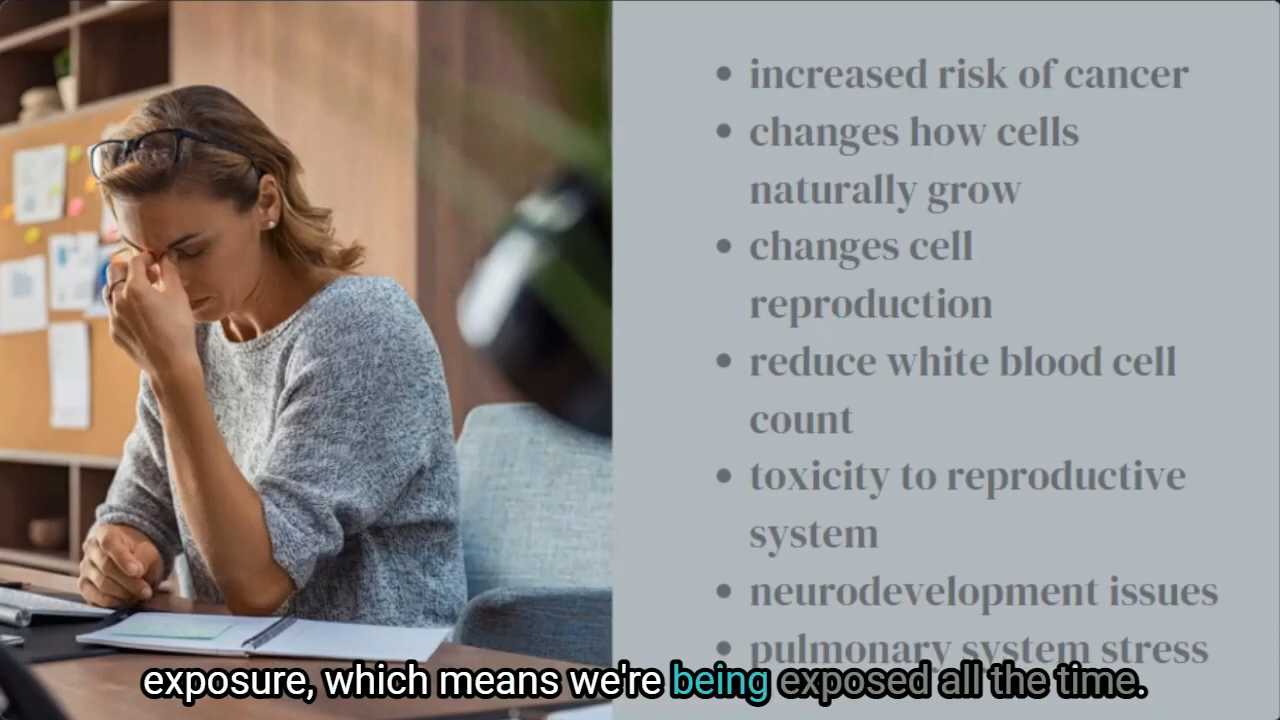 • increased risk of cancer
• changes how cells
naturally grow
• changes cell
reproduction
• reduce white blood cell
count
• toxicity to reproductive
system
• neurodevelopment issues
• pulmonary system stress
exposure, which means we're being exposed all the time.